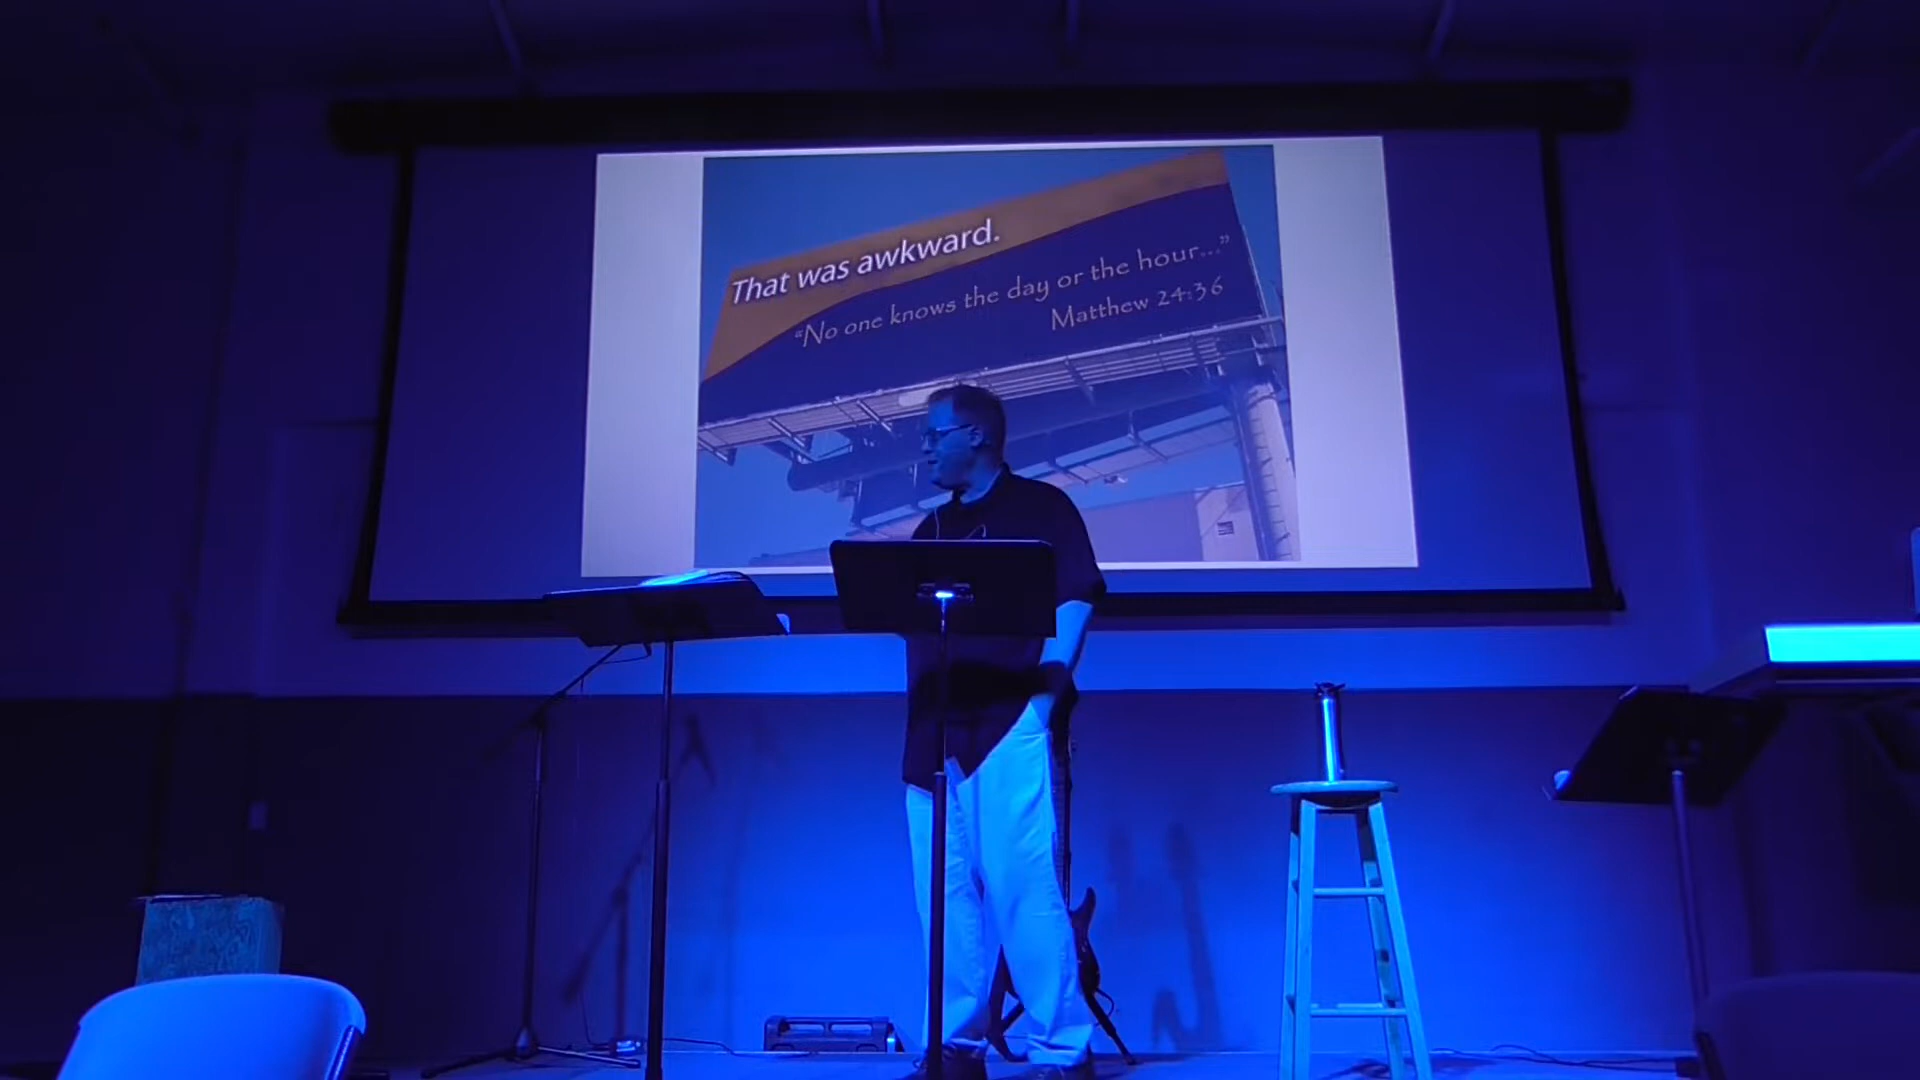 That was awkward.
“No one knows the day or the hour...”
Matthew 24:36